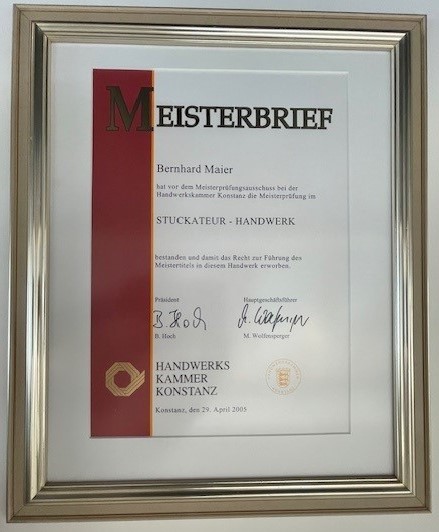 MEISTERBRIEF
Bernhard Maier
hat vor dem Meisterprüfungsausschuss bei der
Handwerkskammer Konstanz die Meisterprüfung im
STUCKATEUR - HANDWERK
bestanden und damit das Recht zur Führung des
Meistertitels in diesem Handwerk erworben.
Präsident Hauptgeschäftsführer
B. Hoch
B. Hoch M. Wolfensperger
HANDWERKS
KAMMER
KONSTANZ
Konstanz, den 29. April 2005